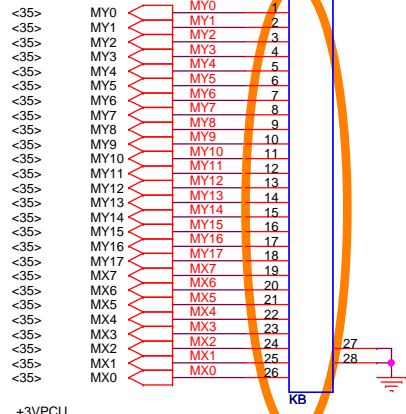 <35> MY0 MY0 1
<35> MY1 MY1 2
<35> MY2 MY2 3
<35> MY3 MY3 4
<35> MY4 MY4 5
<35> MY5 MY5 6
<35> MY6 MY6 7
<35> MY7 MY7 8
<35> MY8 MY8 9
<35> MY9 MY9 10
<35> MY10 MY10 11
<35> MY11 MY11 12
<35> MY12 MY12 13
<35> MY13 MY13 14
<35> MY14 MY14 15
<35> MY15 MY15 16
<35> MY16 MY16 17
<35> MY17 MY17 18
<35> MX7 MX7 19
<35> MX6 MX6 20
<35> MX5 MX5 21
<35> MX4 MX4 22
<35> MX3 MX3 23
<35> MX2 MX2 24 27
<35> MX1 MX1 25 28
<35> MX0 MX0 26
KB
+3VPCU